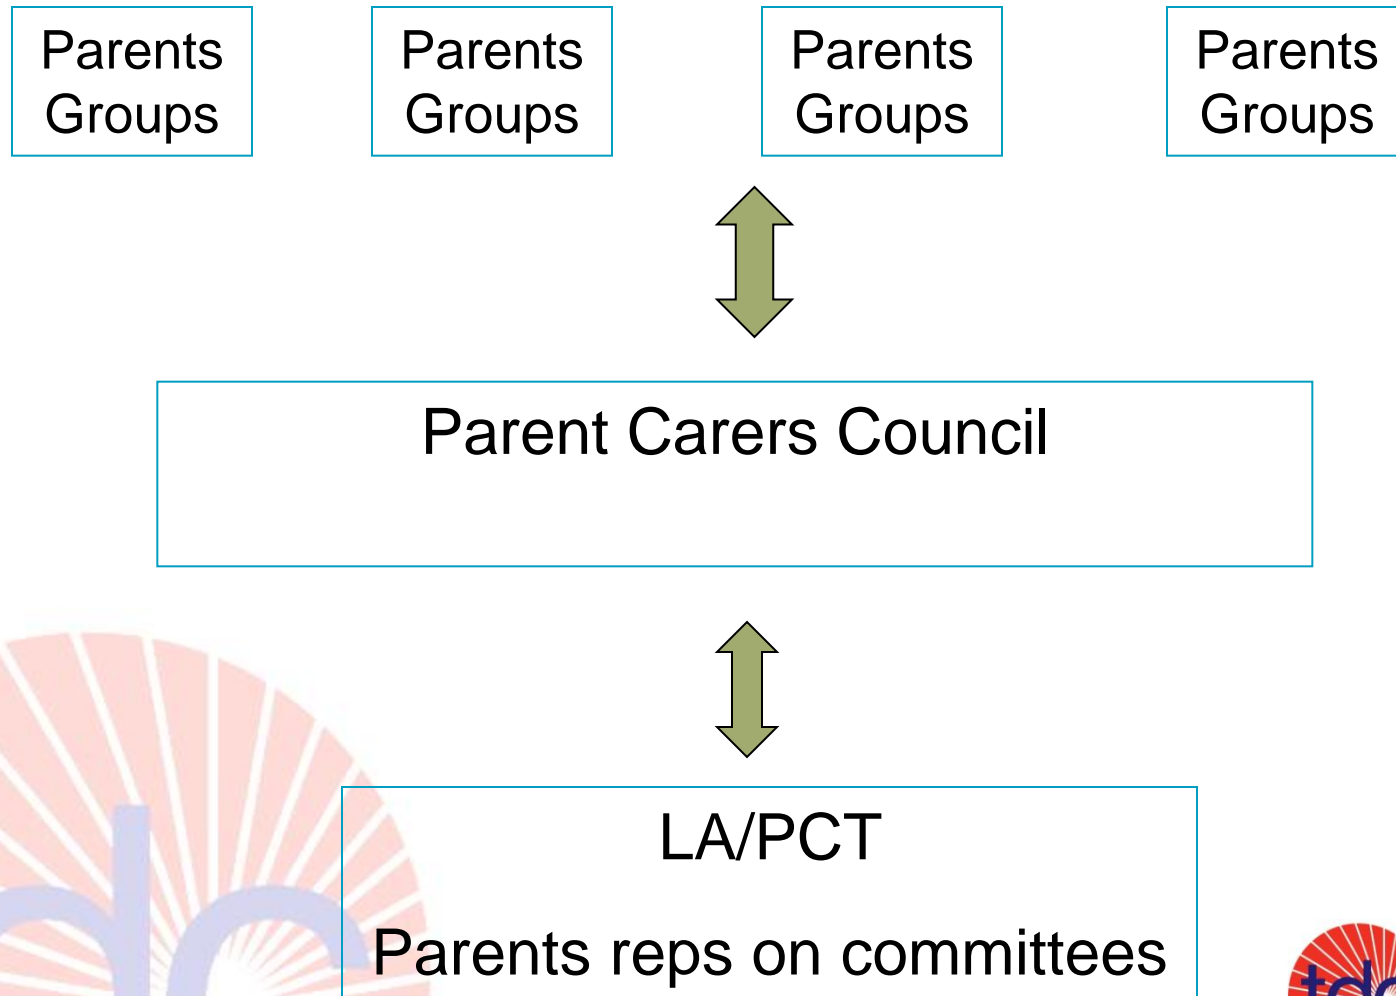 Parents
Groups
Parents
Groups
Parents
Groups
Parents
Groups
Parent Carers Council
LA/PCT
Parents reps on committees